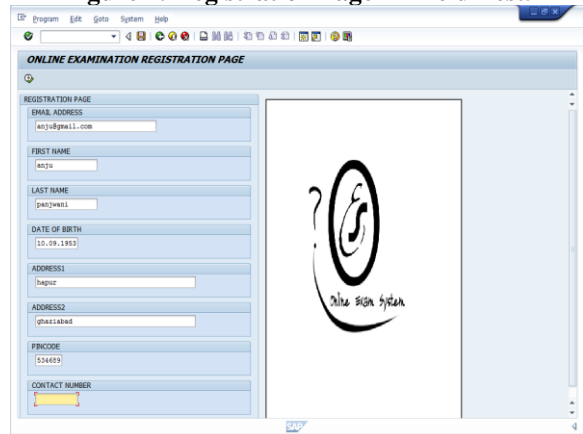 Program Edit Goto System Help
ONLINE EXAMINATION REGISTRATION PAGE
REGISTRATION PAGE
EMAIL ADDRESS
anju@gmail.com
FIRST NAME
anju
LAST NAME
panjwani
DATE OF BIRTH
10.09.1953
ADDRESS1
hapur
ADDRESS2
ghaziabad
PINCODE
534689
CONTACT NUMBER
?
Online Exam System
SAP